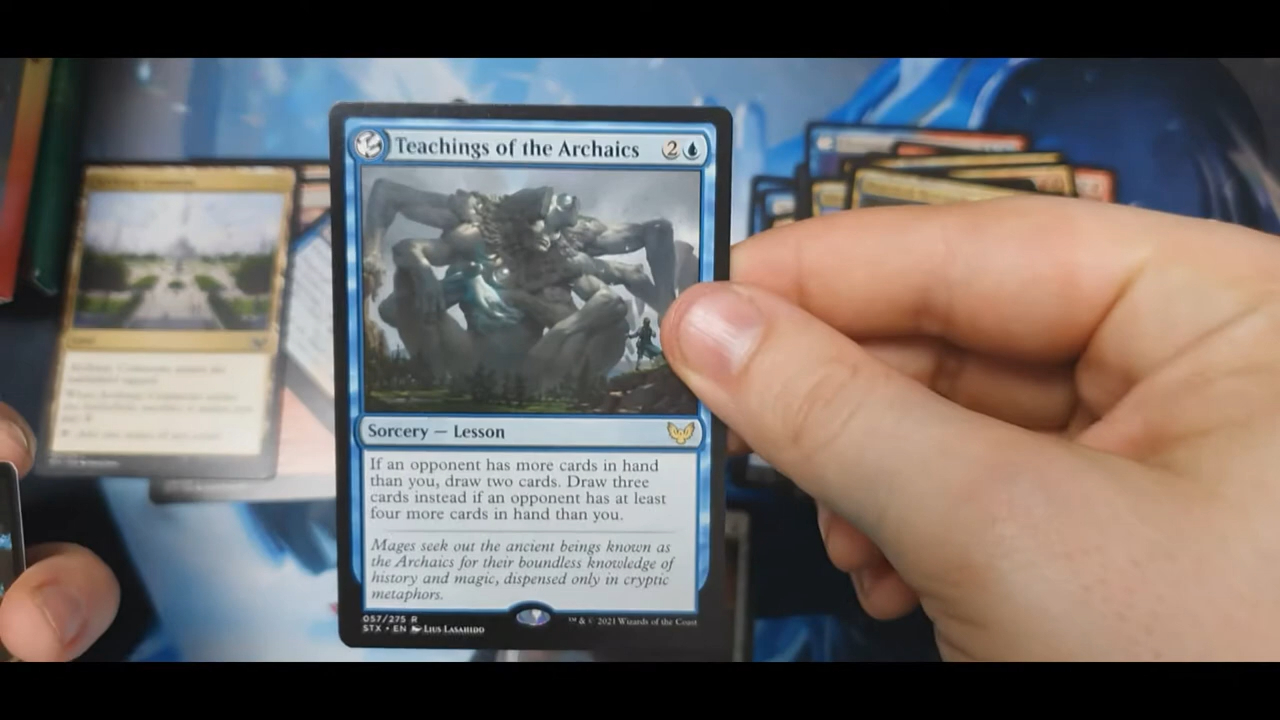 Teachings of the Archaics 2
Sorcery — Lesson
If an opponent has more cards in hand
than you, draw two cards. Draw three
cards instead if an opponent has at least
four more cards in hand than you.
Mages seek out the ancient beings known as
the Archaics for their boundless knowledge of
history and magic, dispensed only in cryptic
metaphors.
057/275 R
STX • EN Lius Lasahido
™ & © 2021 Wizards of the Coast